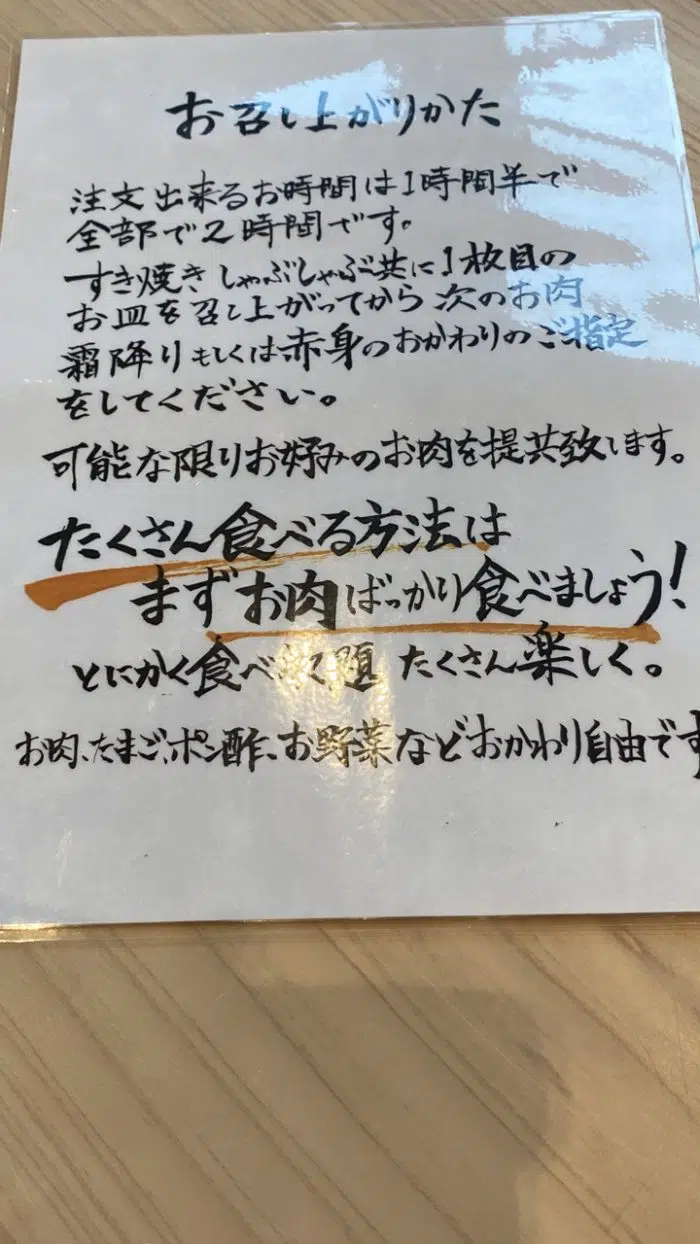 お召し上がりかた
注文出来るお時間は1時間半で
全部で2時間です。
すき焼きしゃぶしゃぶ共に1枚目の
お皿を召し上がってから次のお肉
霜降りもしくは赤身のおかわりのご指定
をしてください。
可能な限りお好みのお肉を提共致します。
たくさん食べる方法は
まずお肉ばっかり食べましょう!
とにかく食べ 題 たくさん楽しく。
お肉、たまご、ポン酢、お野菜などおかわり自由です